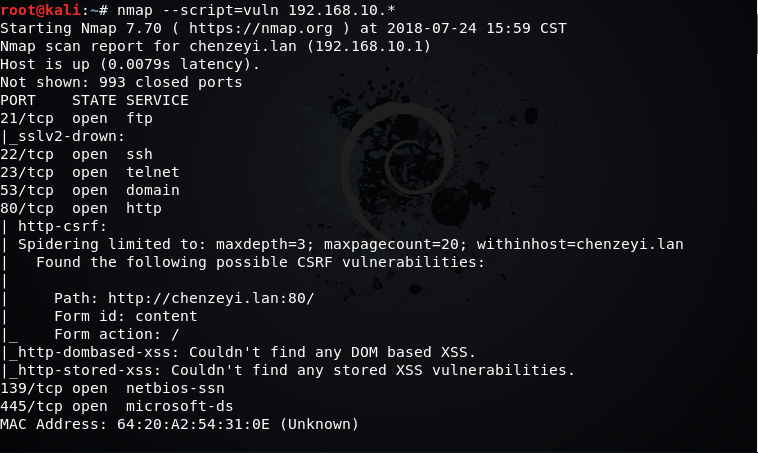 root@kali:~# nmap --script=vuln 192.168.10.*
Starting Nmap 7.70 ( https://nmap.org ) at 2018-07-24 15:59 CST
Nmap scan report for chenzeyi.lan (192.168.10.1)
Host is up (0.0079s latency).
Not shown: 993 closed ports
PORT    STATE SERVICE
21/tcp  open  ftp
|_sslv2-drown:
22/tcp  open  ssh
23/tcp  open  telnet
53/tcp  open  domain
80/tcp  open  http
| http-csrf:
| Spidering limited to: maxdepth=3; maxpagecount=20; withinhost=chenzeyi.lan
|   Found the following possible CSRF vulnerabilities:
|
|     Path: http://chenzeyi.lan:80/
|     Form id: content
|_    Form action: /
|_http-dombased-xss: Couldn't find any DOM based XSS.
|_http-stored-xss: Couldn't find any stored XSS vulnerabilities.
139/tcp open  netbios-ssn
445/tcp open  microsoft-ds
MAC Address: 64:20:A2:54:31:0E (Unknown)